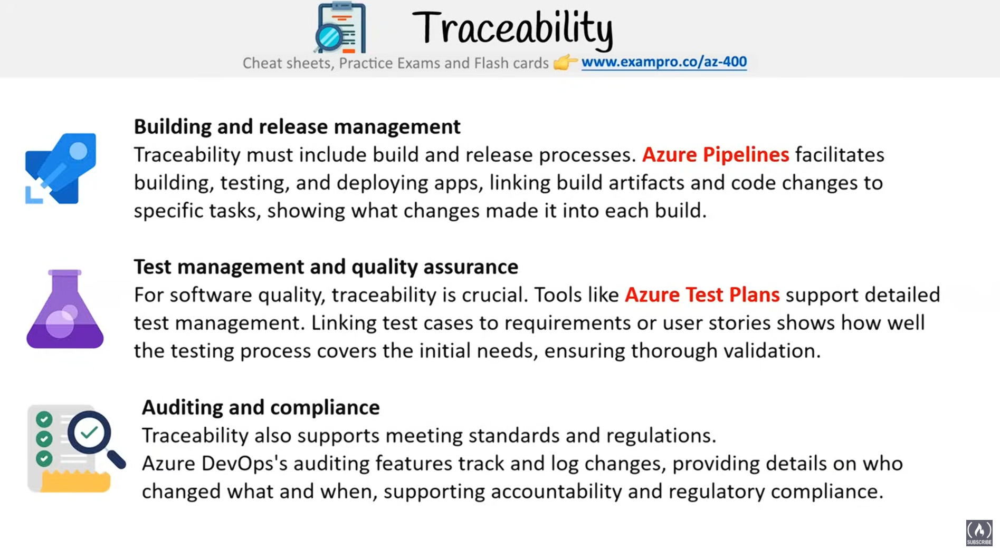 Traceability
Cheat sheets, Practice Exams and Flash cards 👉 www.exampro.co/az-400
Building and release management
Traceability must include build and release processes. Azure Pipelines facilitates
building, testing, and deploying apps, linking build artifacts and code changes to
specific tasks, showing what changes made it into each build.
Test management and quality assurance
For software quality, traceability is crucial. Tools like Azure Test Plans support detailed
test management. Linking test cases to requirements or user stories shows how well
the testing process covers the initial needs, ensuring thorough validation.
Auditing and compliance
Traceability also supports meeting standards and regulations.
Azure DevOps's auditing features track and log changes, providing details on who
changed what and when, supporting accountability and regulatory compliance.
SUBSCRIBE